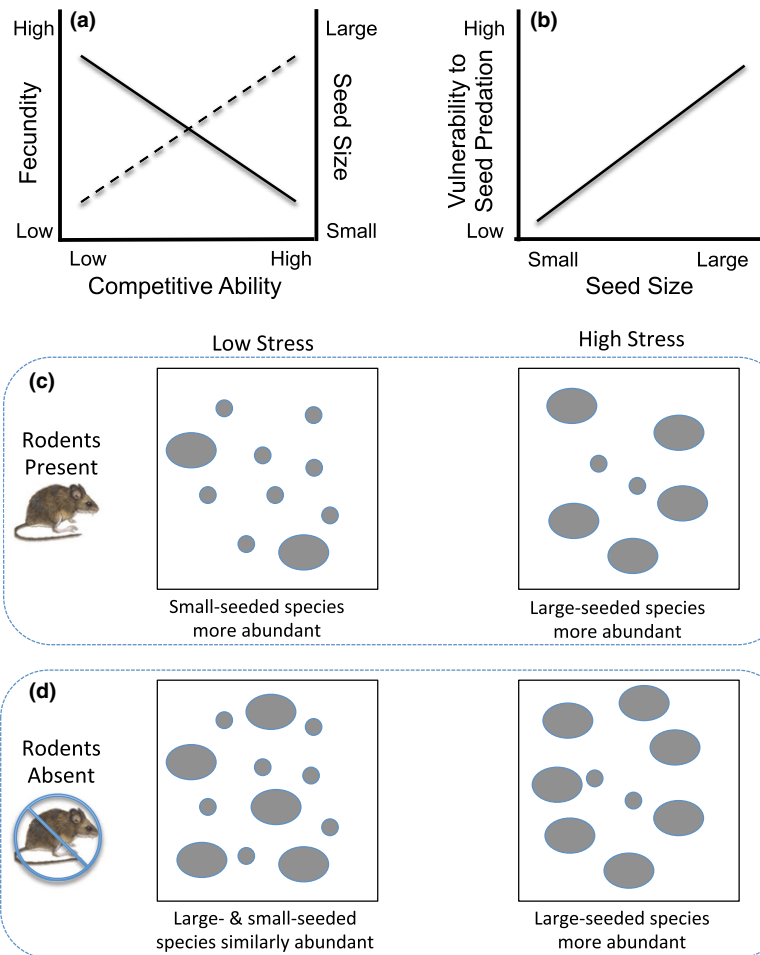 (a)
High
Low
Fecundity
Large
Small
Seed Size
Low
High
Competitive Ability
(b)
High
Low
Vulnerability to
Seed Predation
Small
Large
Seed Size
Low Stress
High Stress
(c)
Rodents
Present
Small-seeded species
more abundant
Large-seeded species
more abundant
(d)
Rodents
Absent
Large- & small-seeded
species similarly abundant
Large-seeded species
more abundant